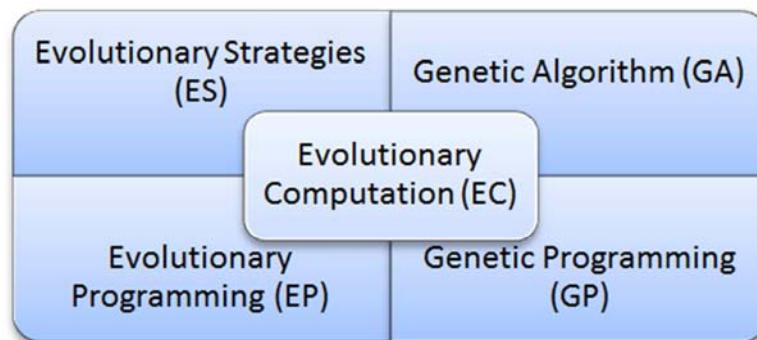 Evolutionary Strategies
(ES)
Genetic Algorithm (GA)
Evolutionary
Computation (EC)
Evolutionary
Programming (EP)
Genetic Programming
(GP)